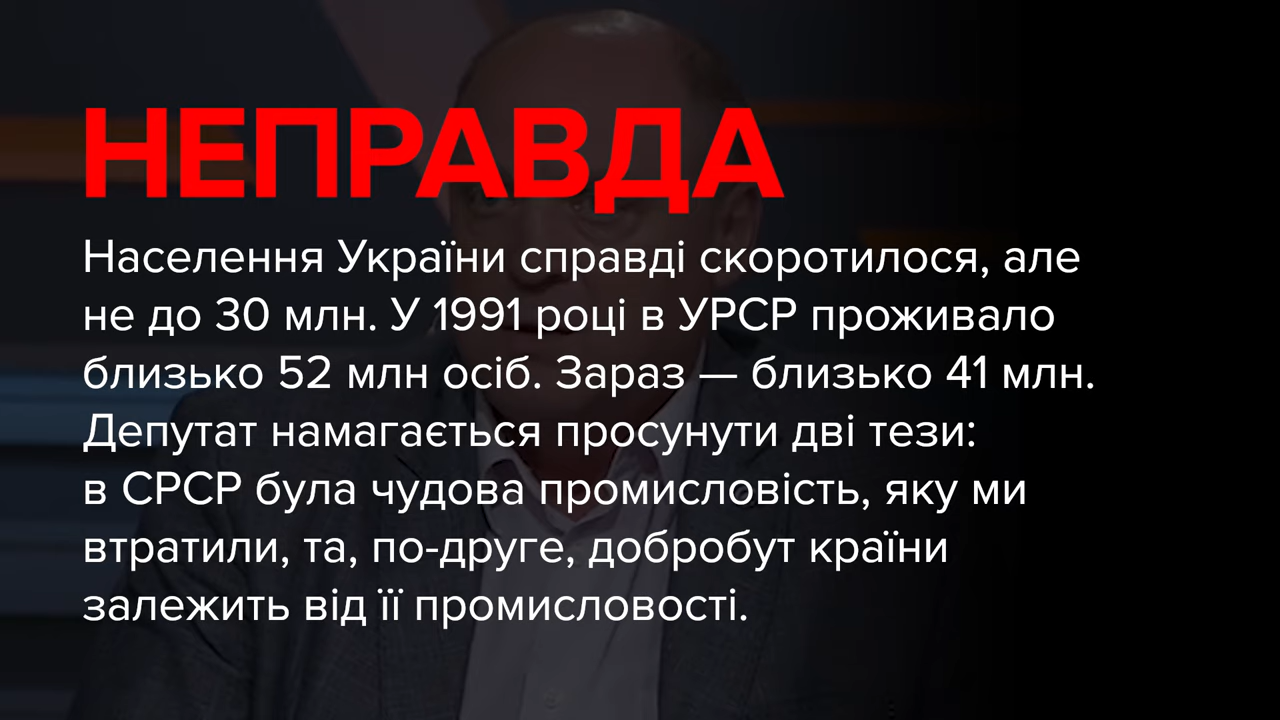 НЕПРАВДА
Населення України справді скоротилося, але
не до 30 млн. У 1991 році в УРСР проживало
близько 52 млн осіб. Зараз — близько 41 млн.
Депутат намагається просунути дві тези:
в СРСР була чудова промисловість, яку ми
втратили, та, по-друге, добробут країни
залежить від її промисловості.